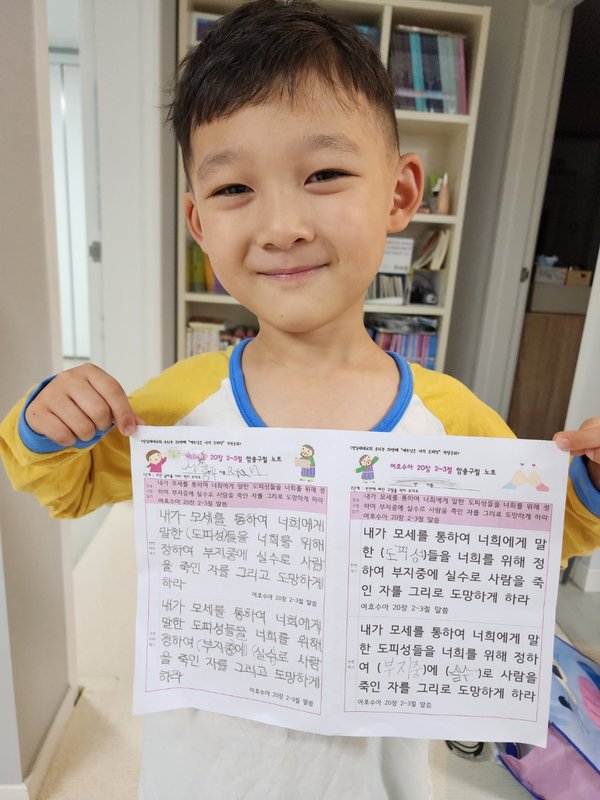 여호수아 20장 2~3절 암송구절 노트
내가 모세를 통하여 너희에게 말한 도피성들을 너희를 위해 정
하여 부지중에 실수로 사람을 죽인 자를 그리로 도망하게 하라
여호수아 20장 2~3절 말씀
내가 모세를 통하여 너희에게
말한 (도피성)들을 너희를 위해
정하여 부지중에 실수로 사람
을 죽인 자를 그리고 도망하게
하라
내가 모세를 통하여 너희에게
말한 도피성들을 너희를 위해
정하여 (부지중)에 (실수)로 사람
을 죽인 자를 그리고 도망하게
하라
여호수아 20장 2~3절 말씀
여호수아 20장 2~3절 암송구절 노트
반 이름:
내가 모세를 통하여 너희에게 말한 도피성들을 너희를 위해 정
하여 부지중에 실수로 사람을 죽인 자를 그리로 도망하게 하라
여호수아 20장 2~3절 말씀
내가 모세를 통하여 너희에게 말
한 (도피성)들을 너희를 위해 정
하여 부지중에 실수로 사람을 죽
인 자를 그리로 도망하게 하라
여호수아 20장 2~3절 말씀
내가 모세를 통하여 너희에게 말
한 도피성들을 너희를 위해 정하
여 (부지중)에 (실수)로 사람을
죽인 자를 그리로 도망하게 하라
여호수아 20장 2~3절 말씀